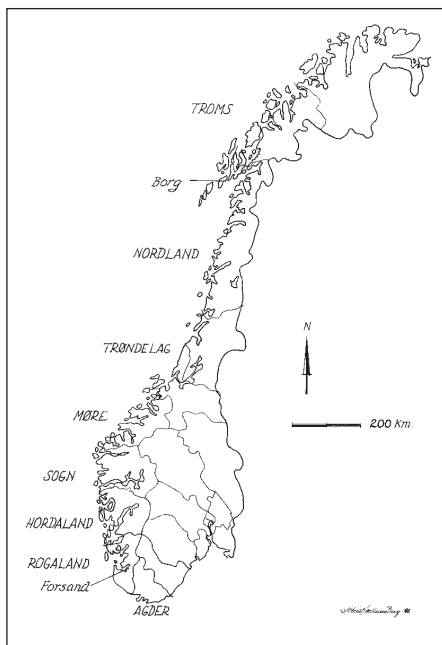 TROMS
Borg
NORDLAND
N
TRØNDELAG
200 Km
MØRE
SOGN
HORDALAND
ROGALAND
Forsand
AGDER